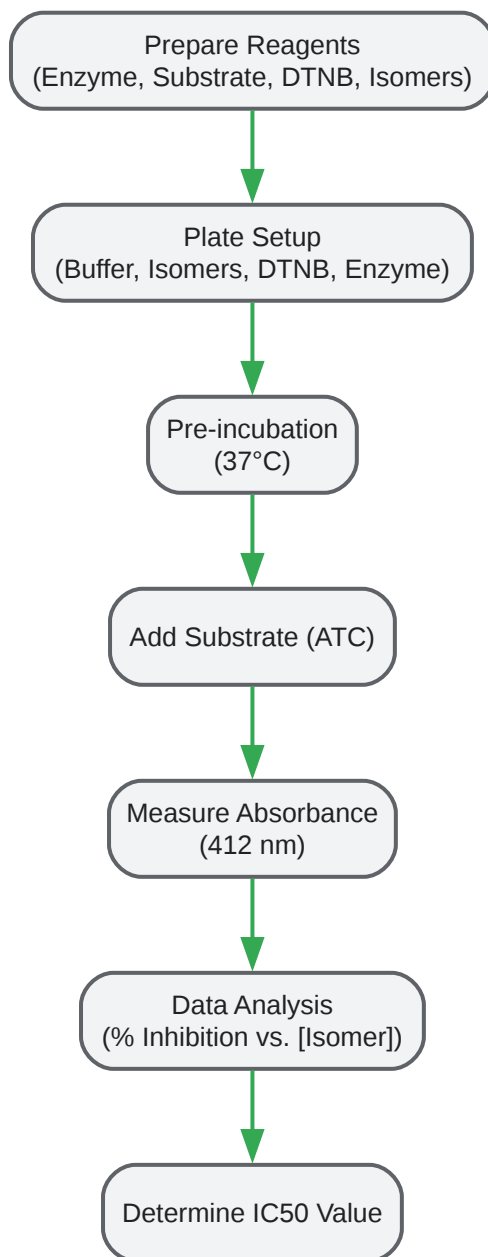 Prepare Reagents
(Enzyme, Substrate, DTNB, Isomers)
Plate Setup
(Buffer, Isomers, DTNB, Enzyme)
Pre-incubation
(37°C)
Add Substrate (ATC)
Measure Absorbance
(412 nm)
Data Analysis
(% Inhibition vs. [Isomer])
Determine IC50 Value